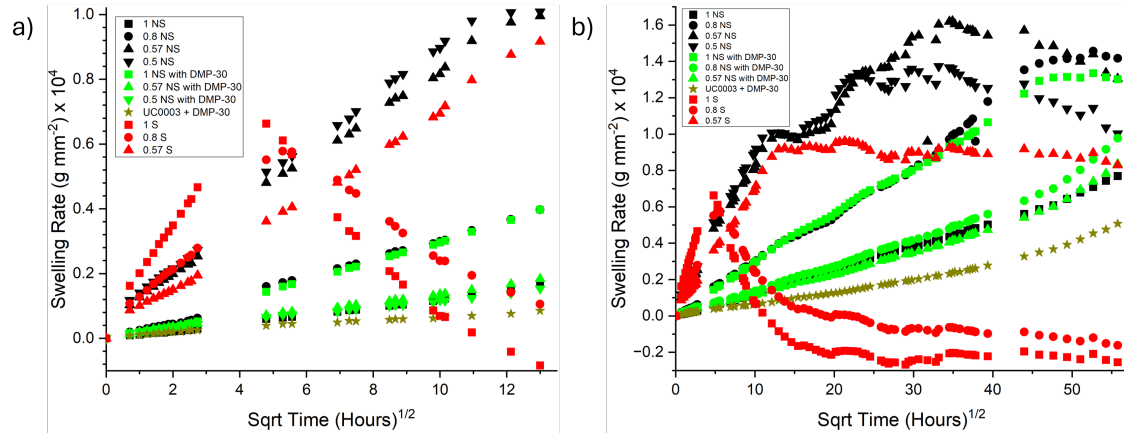 a)
1 NS
0.8 NS
0.57 NS
0.5 NS
1 NS with DMP-30
0.57 NS with DMP-30
0.5 NS with DMP-30
UC0003 + DMP-30
1 S
0.8 S
0.57 S
Swelling Rate (g mm⁻²) x 10⁴
1.0
0.8
0.6
0.4
0.2
0.0
0 2 4 6 8 10 12
Sqrt Time (Hours)¹ᐟ²
b)
1 NS
0.8 NS
0.57 NS
0.5 NS
1 NS with DMP-30
0.8 NS with DMP-30
0.57 NS with DMP-30
UC0003 + DMP-30
1 S
0.8 S
0.57 S
Swelling Rate (g mm⁻²) x 10⁴
1.6
1.4
1.2
1.0
0.8
0.6
0.4
0.2
0.0
−0.2
0 10 20 30 40 50
Sqrt Time (Hours)¹ᐟ²